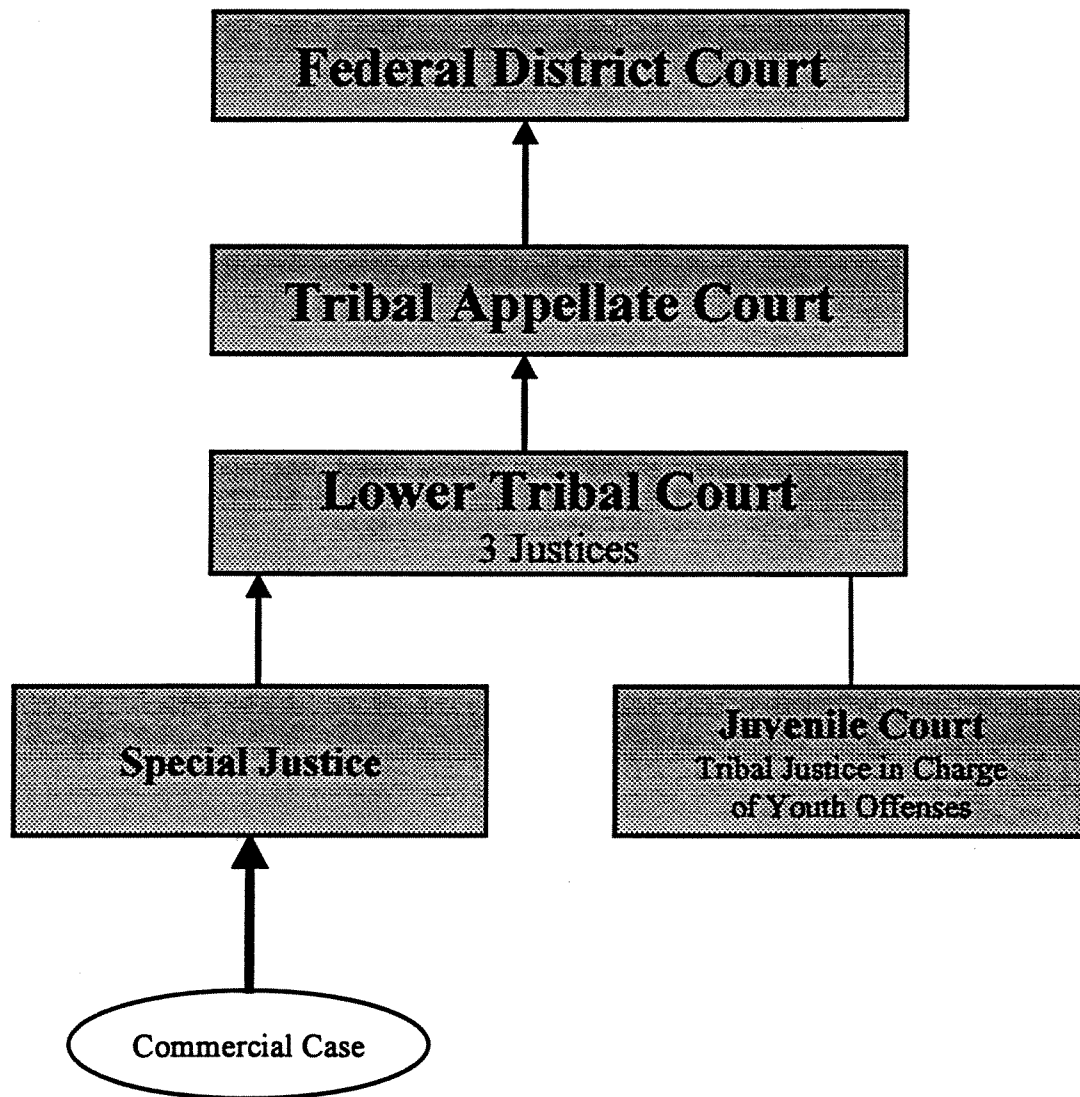 Federal District Court
Tribal Appellate Court
Lower Tribal Court
3 Justices
Special Justice
Juvenile Court
Tribal Justice in Charge
of Youth Offenses
Commercial Case